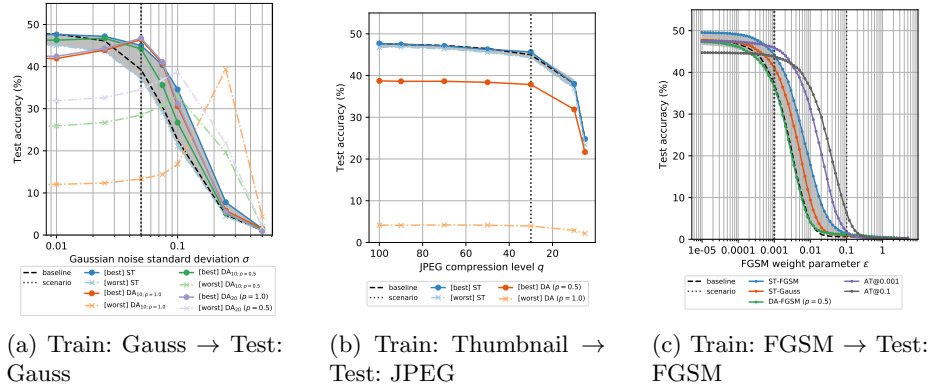 Test accuracy (%)
50
40
30
20
10
0
0.01
0.1
Gaussian noise standard deviation σ
baseline
scenario
[best] ST
[worst] ST
[best] DA10; p = 1.0
[worst] DA10; p = 1.0
[best] DA10; p = 0.5
[worst] DA10; p = 0.5
[best] DA20 (p = 1.0)
[worst] DA20 (p = 0.5)
(a) Train: Gauss → Test:
Gauss
Test accuracy (%)
50
40
30
20
10
0
100
80
60
40
20
JPEG compression level q
baseline
scenario
[best] ST
[worst] ST
[best] DA (p = 0.5)
[worst] DA (p = 1.0)
(b) Train: Thumbnail →
Test: JPEG
Test accuracy (%)
50
40
30
20
10
0
1e-05
0.0001
0.001
0.01
0.1
1
FGSM weight parameter ε
baseline
scenario
ST-FGSM
ST-Gauss
DA-FGSM (p = 0.5)
AT@0.001
AT@0.1
(c) Train: FGSM → Test:
FGSM